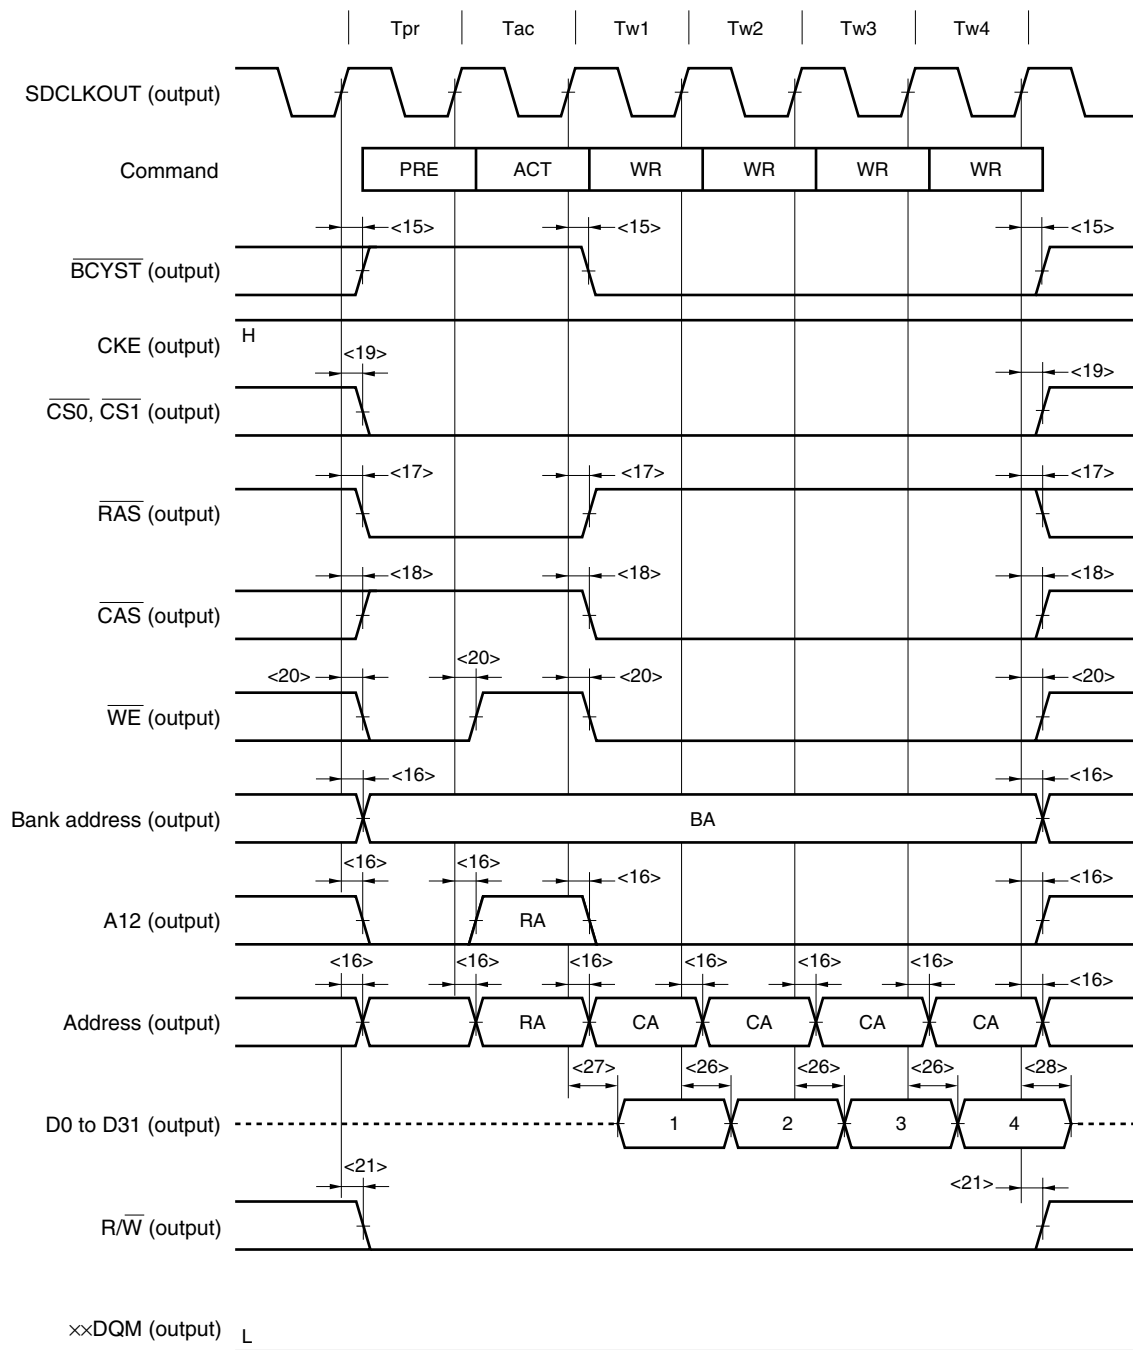 Tpr Tac Tw1 Tw2 Tw3 Tw4
SDCLKOUT (output)
Command PRE ACT WR WR WR WR
<15> <15> <15>
BCYST (output)
H
CKE (output)
<19> <19>
CS0, CS1 (output)
<17> <17> <17>
RAS (output)
<18> <18> <18>
CAS (output)
<20> <20> <20> <20>
WE (output)
<16> <16>
Bank address (output) BA
<16> <16> <16> <16>
A12 (output) RA
<16> <16> <16> <16> <16> <16> <16>
Address (output) RA CA CA CA CA
<27> <26> <26> <26> <28>
D0 to D31 (output) 1 2 3 4
<21> <21>
R/W (output)
××DQM (output) L